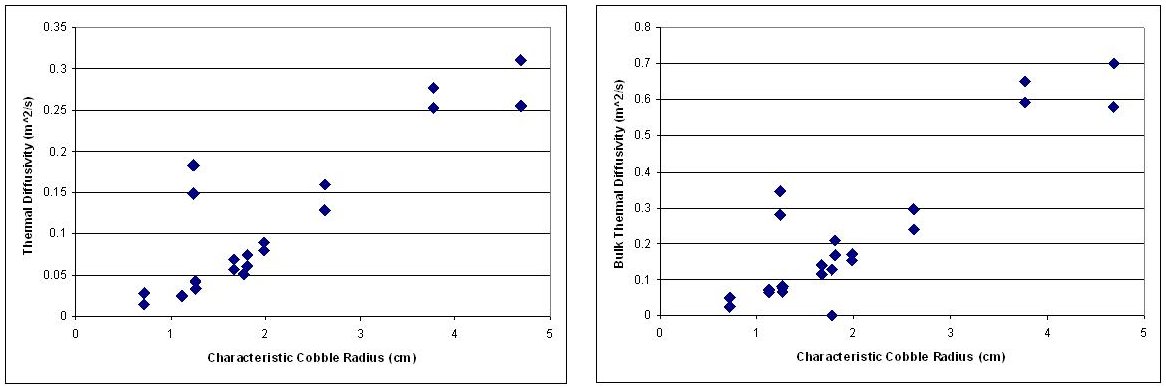 0.35
0.3
0.25
0.2
0.15
0.1
0.05
0
Thermal Diffusivity (m^2/s)
0 1 2 3 4 5
Characteristic Cobble Radius (cm)
0.8
0.7
0.6
0.5
0.4
0.3
0.2
0.1
0
Bulk Thermal Diffusivity (m^2/s)
0 1 2 3 4 5
Characteristic Cobble Radius (cm)